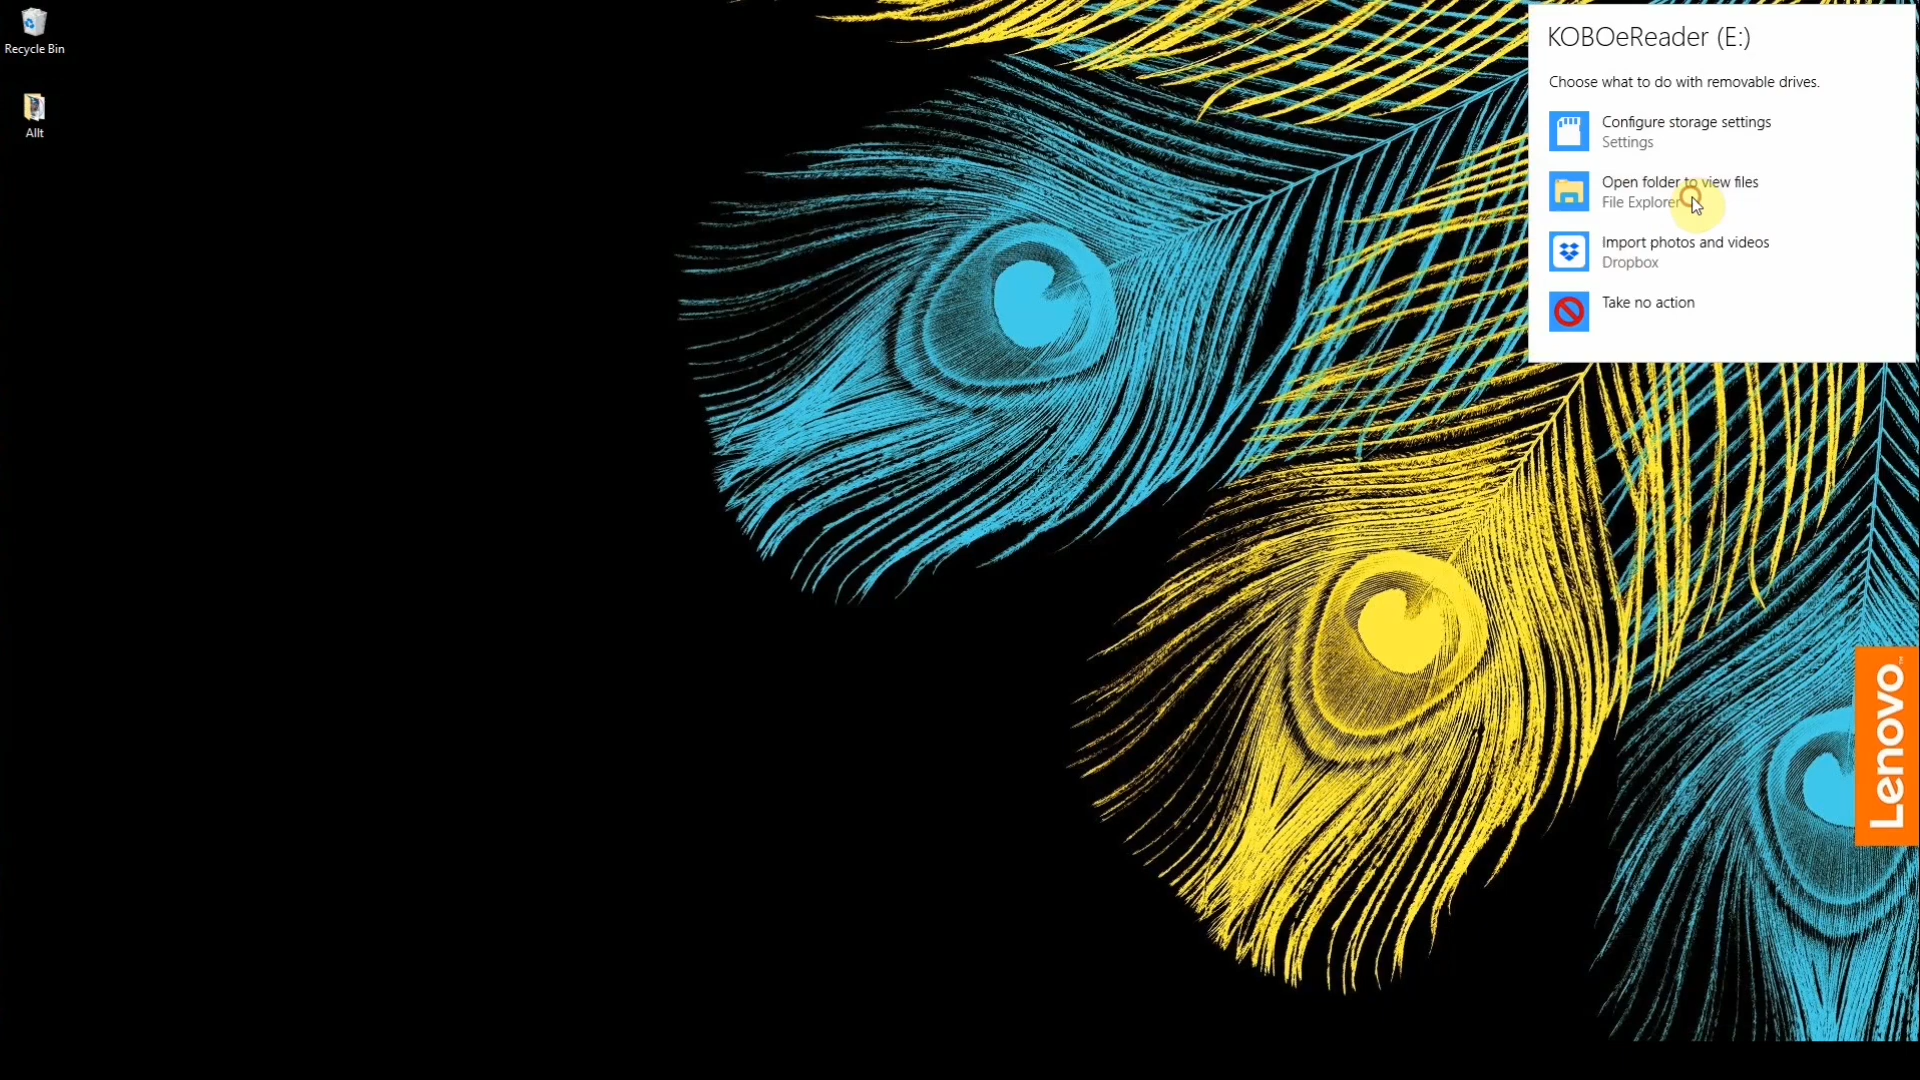 Recycle Bin
Allt
KOBOeReader (E:)
Choose what to do with removable drives.
Configure storage settings
Settings
Open folder to view files
File Explorer
Import photos and videos
Dropbox
Take no action
Lenovo